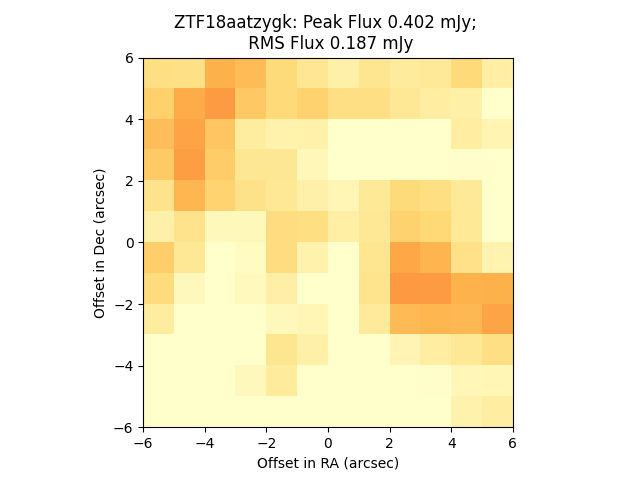 ZTF18aatzygk: Peak Flux 0.402 mJy;
RMS Flux 0.187 mJy
6
4
2
0
−2
−4
−6
Offset in Dec (arcsec)
−6 −4 −2 0 2 4 6
Offset in RA (arcsec)